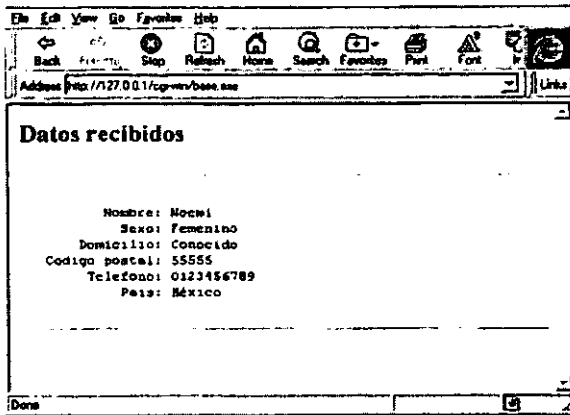 File Edit View Go Favorites Help
Back Stop Refresh Home Search Favorites Print Font
Address http://127.0.0.1/cgi-win/base.exe Links
Datos recibidos
Nombre: Noemi
Sexo: Femenino
Domicilio: Conocido
Codigo postal: 55555
Telefono: 0123456789
Pais: México
Done